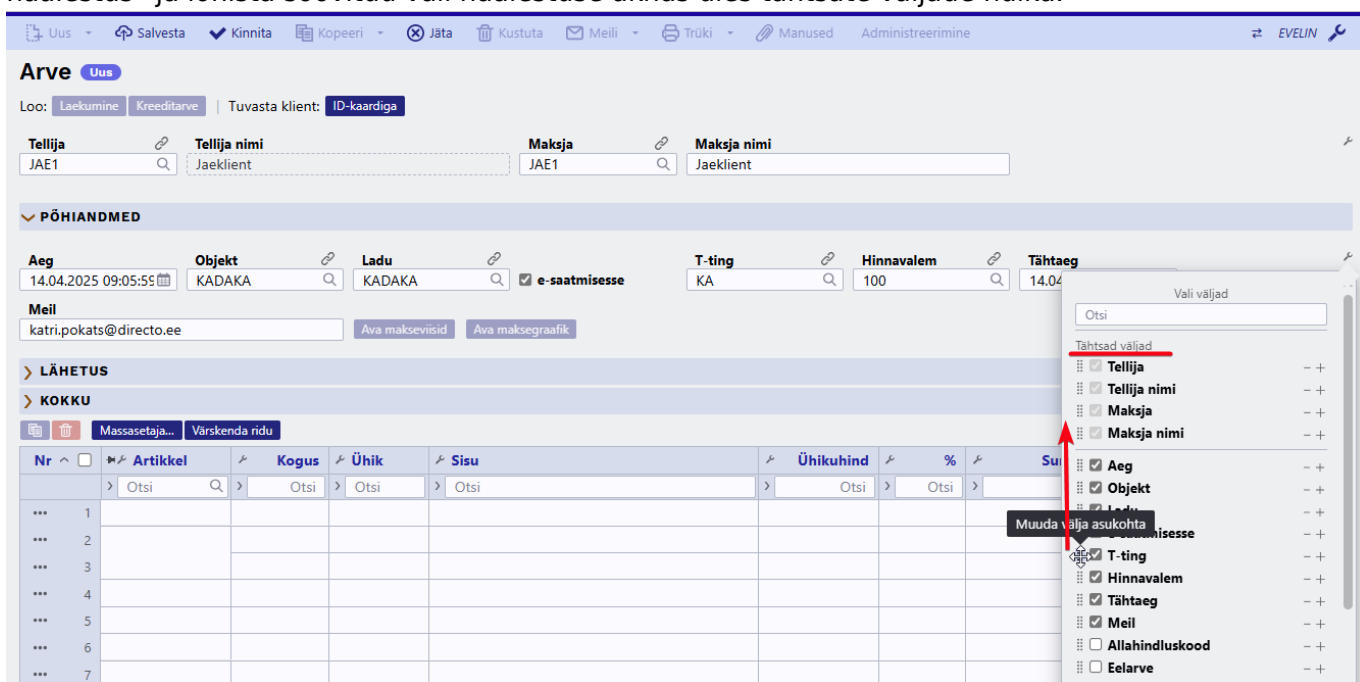 Uus Salvesta Kinnita Kopeeri Jäta Kustuta Meili Trüki Manused Administreerimine EVELIN
Arve Uus
Loo: Laekumine Kreeditarve | Tuvasta klient: ID-kaardiga
Tellija Tellija nimi Maksja Maksja nimi
JAE1 Jaeklient JAE1 Jaeklient
PÕHIANDMED
Aeg Objekt Ladu T-ting Hinnavalem Tähtaeg
14.04.2025 09:05:59 KADAKA KADAKA e-saatmisesse KA 100 14.04
Meil
katri.pokats@directo.ee Ava makseviisid Ava maksegraafik
LÄHETUS
KOKKU
Massasetaja... Värskenda ridu
Nr Artikkel Kogus Ühik Sisu Ühikuhind % Su
Otsi Otsi Otsi Otsi Otsi Otsi
1
2
3
4
5
6
7
Vali väljad
Otsi
Tähtsad väljad
Tellija
Tellija nimi
Maksja
Maksja nimi
Aeg
Objekt
Muuda välja asukohta
T-ting
Hinnavalem
Tähtaeg
Meil
Allahindluskood
Eelarve